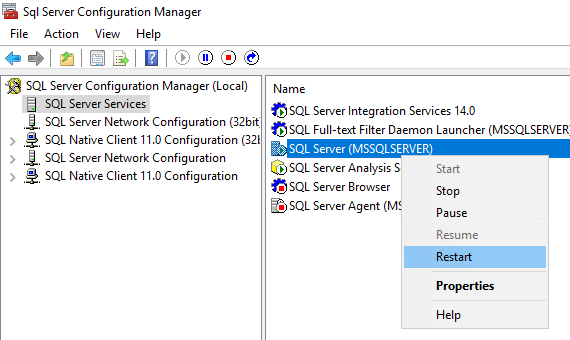 Sql Server Configuration Manager
File Action View Help
SQL Server Configuration Manager (Local)
SQL Server Services
SQL Server Network Configuration (32bit
SQL Native Client 11.0 Configuration (32
SQL Server Network Configuration
SQL Native Client 11.0 Configuration
Name
SQL Server Integration Services 14.0
SQL Full-text Filter Daemon Launcher (MSSQLSERVER)
SQL Server (MSSQLSERVER)
SQL Server Analysis S
SQL Server Browser
SQL Server Agent (MS
Start
Stop
Pause
Resume
Restart
Properties
Help